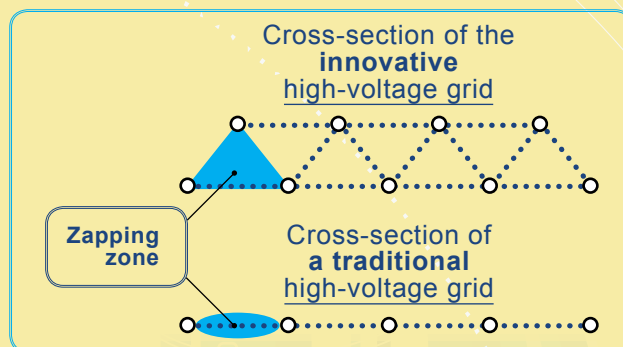 Cross-section of the
innovative
high-voltage grid
Zapping
zone
Cross-section of
a traditional
high-voltage grid